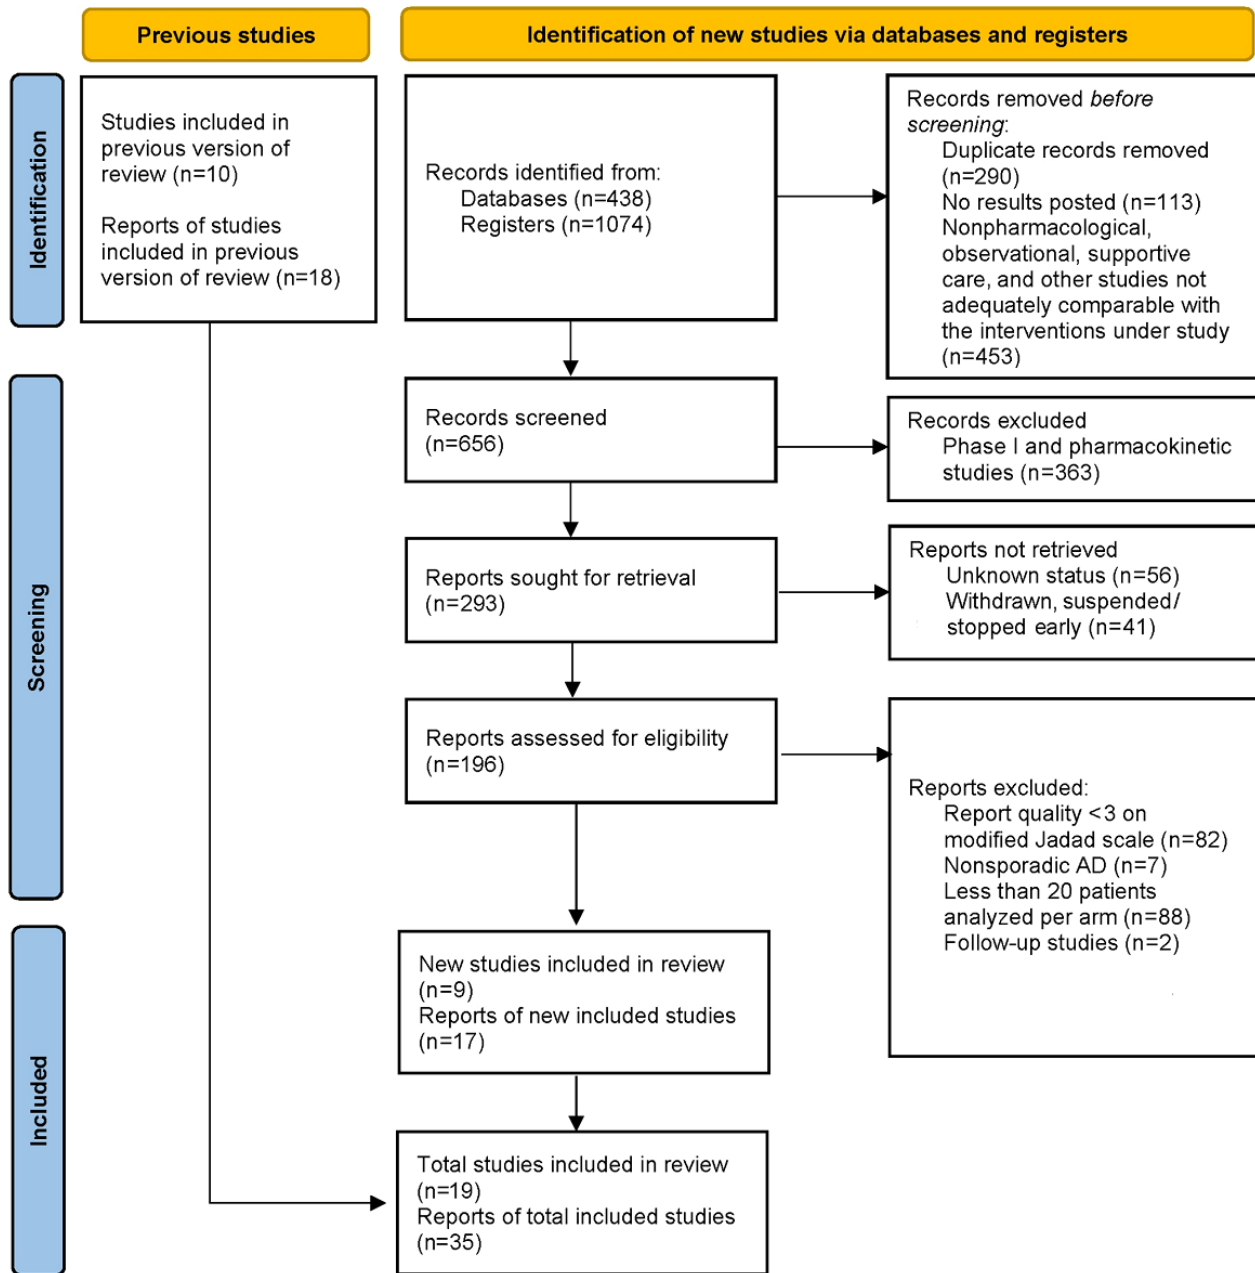 Previous studies
Identification of new studies via databases and registers
Identification
Studies included in
previous version of
review (n=10)
Reports of studies
included in previous
version of review (n=18)
Records identified from:
Databases (n=438)
Registers (n=1074)
Records removed before
screening:
Duplicate records removed
(n=290)
No results posted (n=113)
Nonpharmacological,
observational, supportive
care, and other studies not
adequately comparable with
the interventions under study
(n=453)
Screening
Records screened
(n=656)
Records excluded
Phase I and pharmacokinetic
studies (n=363)
Reports sought for retrieval
(n=293)
Reports not retrieved
Unknown status (n=56)
Withdrawn, suspended/
stopped early (n=41)
Reports assessed for eligibility
(n=196)
Reports excluded:
Report quality <3 on
modified Jadad scale (n=82)
Nonsporadic AD (n=7)
Less than 20 patients
analyzed per arm (n=88)
Follow-up studies (n=2)
Included
New studies included in review
(n=9)
Reports of new included studies
(n=17)
Total studies included in review
(n=19)
Reports of total included studies
(n=35)